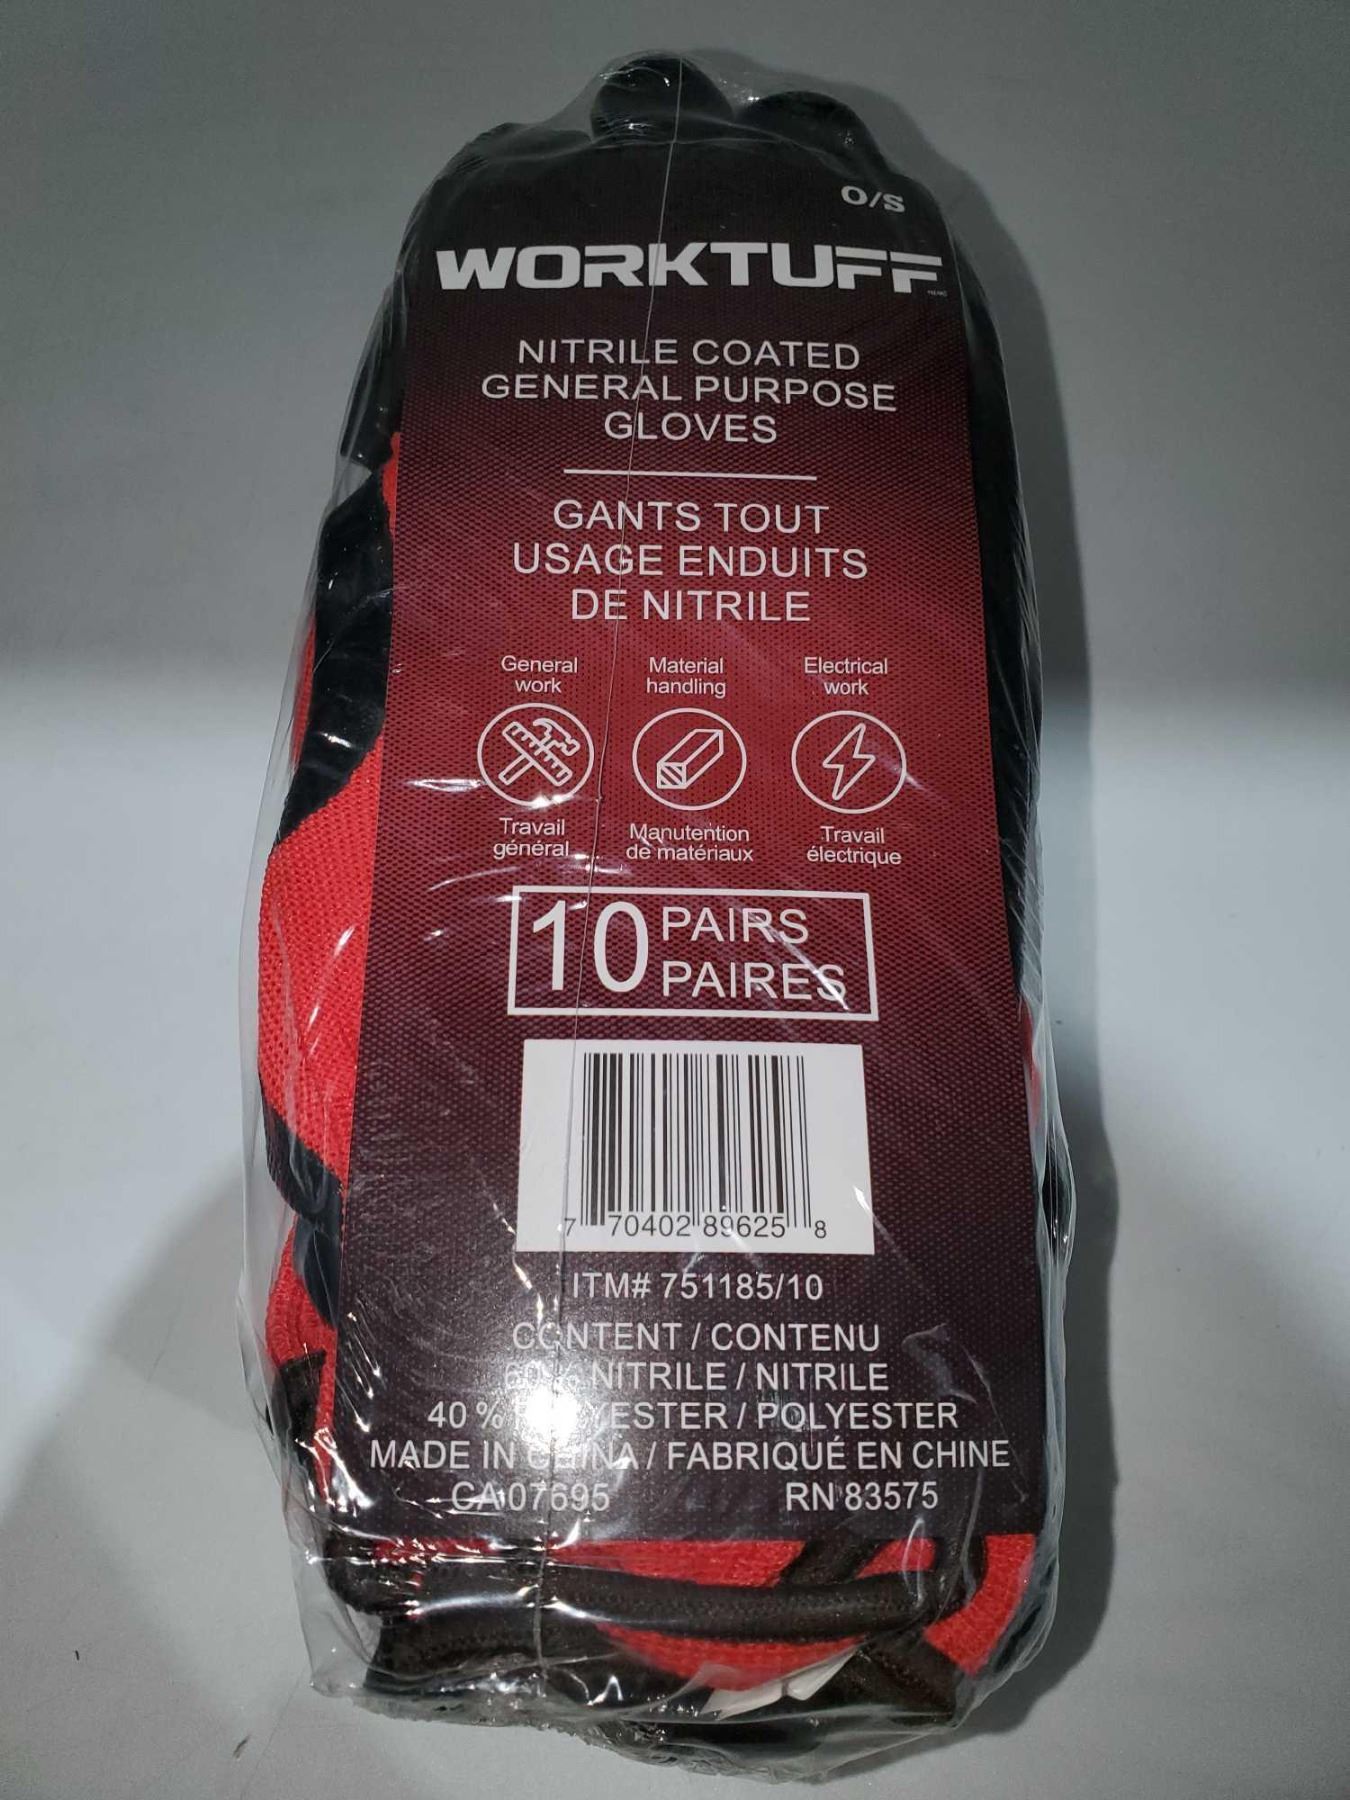 O/S
WORKTUFF
NITRILE COATED
GENERAL PURPOSE
GLOVES
GANTS TOUT
USAGE ENDUITS
DE NITRILE
General
work
Material
handling
Electrical
work
Travail
général
Manutention
de matériaux
Travail
électrique
10 PAIRS
PAIRES
7 70402 89625 8
ITM# 751185/10
CONTENT / CONTENU
NITRILE / NITRILE
40 % POLYESTER / POLYESTER
MADE IN CHINA / FABRIQUÉ EN CHINE
CA 07695 RN 83575